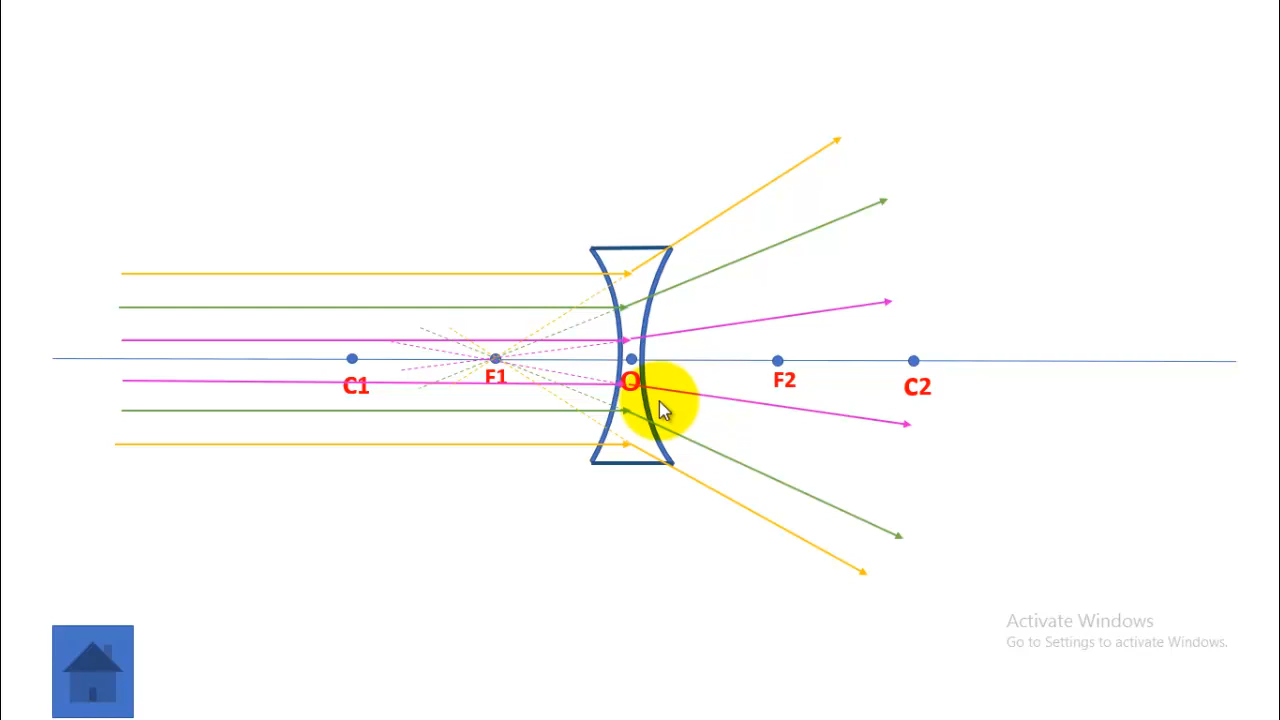 C1
F1
O
F2
C2
Activate Windows
Go to Settings to activate Windows.